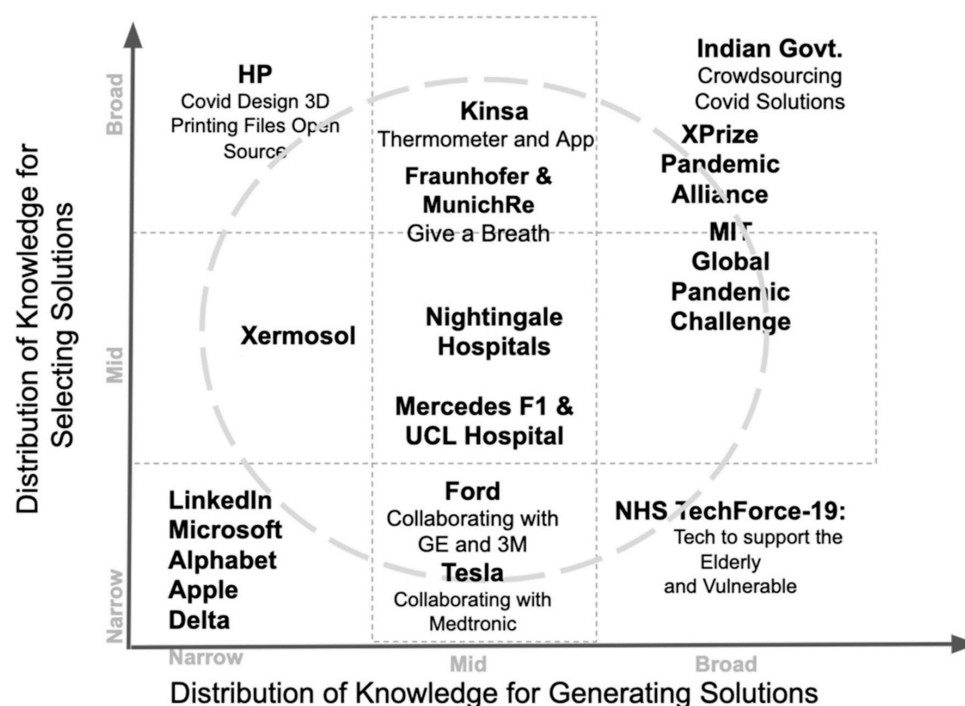 Distribution of Knowledge for
Selecting Solutions
Broad
Mid
Narrow
HP
Covid Design 3D
Printing Files Open
Source
Kinsa
Thermometer and App
Fraunhofer &
MunichRe
Give a Breath
Indian Govt.
Crowdsourcing
Covid Solutions
XPrize
Pandemic
Alliance
MIT
Global
Pandemic
Challenge
Xermosol
Nightingale
Hospitals
Mercedes F1 &
UCL Hospital
LinkedIn
Microsoft
Alphabet
Apple
Delta
Ford
Collaborating with
GE and 3M
Tesla
Collaborating with
Medtronic
NHS TechForce-19:
Tech to support the
Elderly
and Vulnerable
Narrow
Mid
Broad
Distribution of Knowledge for Generating Solutions